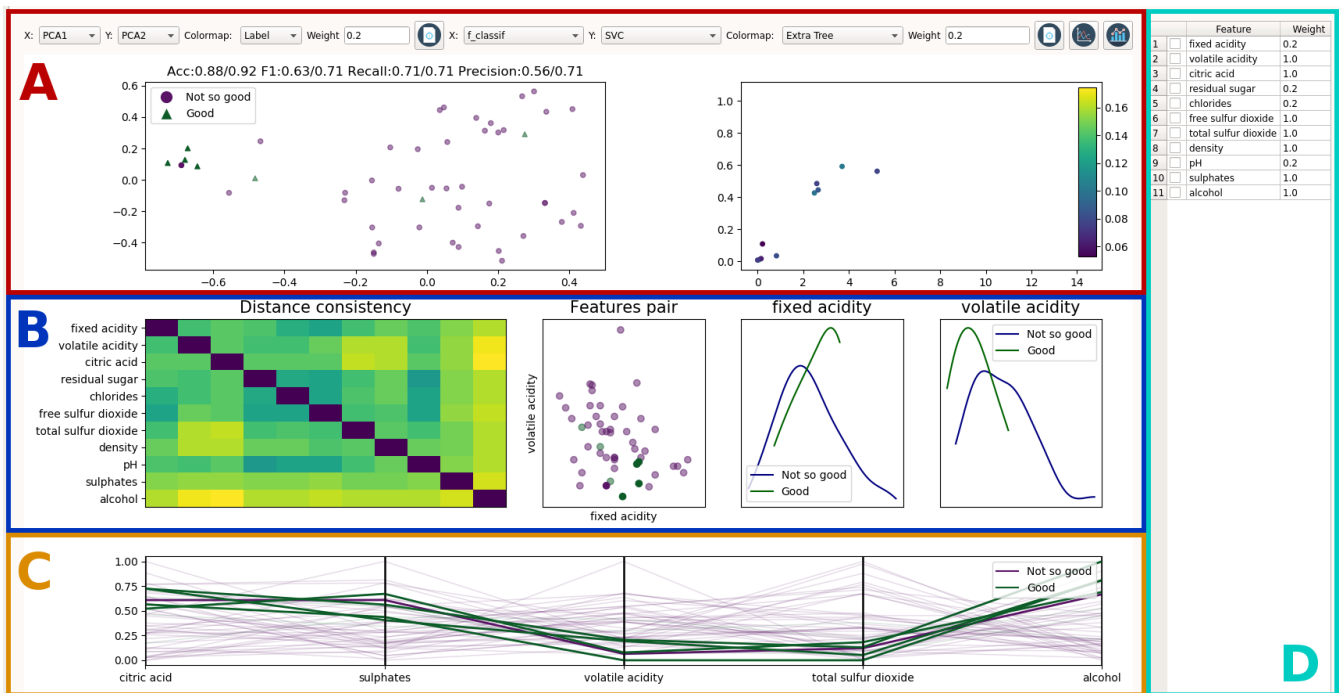 X: PCA1 Y: PCA2 Colormap: Label Weight 0.2 X: f_classif Y: SVC Colormap: Extra Tree Weight 0.2
A
Acc:0.88/0.92 F1:0.63/0.71 Recall:0.71/0.71 Precision:0.56/0.71
Not so good
Good
0.6
0.4
0.2
0.0
−0.2
−0.4
−0.6 −0.4 −0.2 0.0 0.2 0.4
1.0
0.8
0.6
0.4
0.2
0.0
0 2 4 6 8 10 12 14
0.16
0.14
0.12
0.10
0.08
0.06
B
Distance consistency
fixed acidity
volatile acidity
citric acid
residual sugar
chlorides
free sulfur dioxide
total sulfur dioxide
density
pH
sulphates
alcohol
Features pair
volatile acidity
fixed acidity
fixed acidity
Not so good
Good
volatile acidity
Not so good
Good
C
1.00
0.75
0.50
0.25
0.00
citric acid sulphates volatile acidity total sulfur dioxide alcohol
Not so good
Good
Feature Weight
1 fixed acidity 0.2
2 volatile acidity 1.0
3 citric acid 1.0
4 residual sugar 0.2
5 chlorides 0.2
6 free sulfur dioxide 1.0
7 total sulfur dioxide 1.0
8 density 1.0
9 pH 0.2
10 sulphates 1.0
11 alcohol 1.0
D